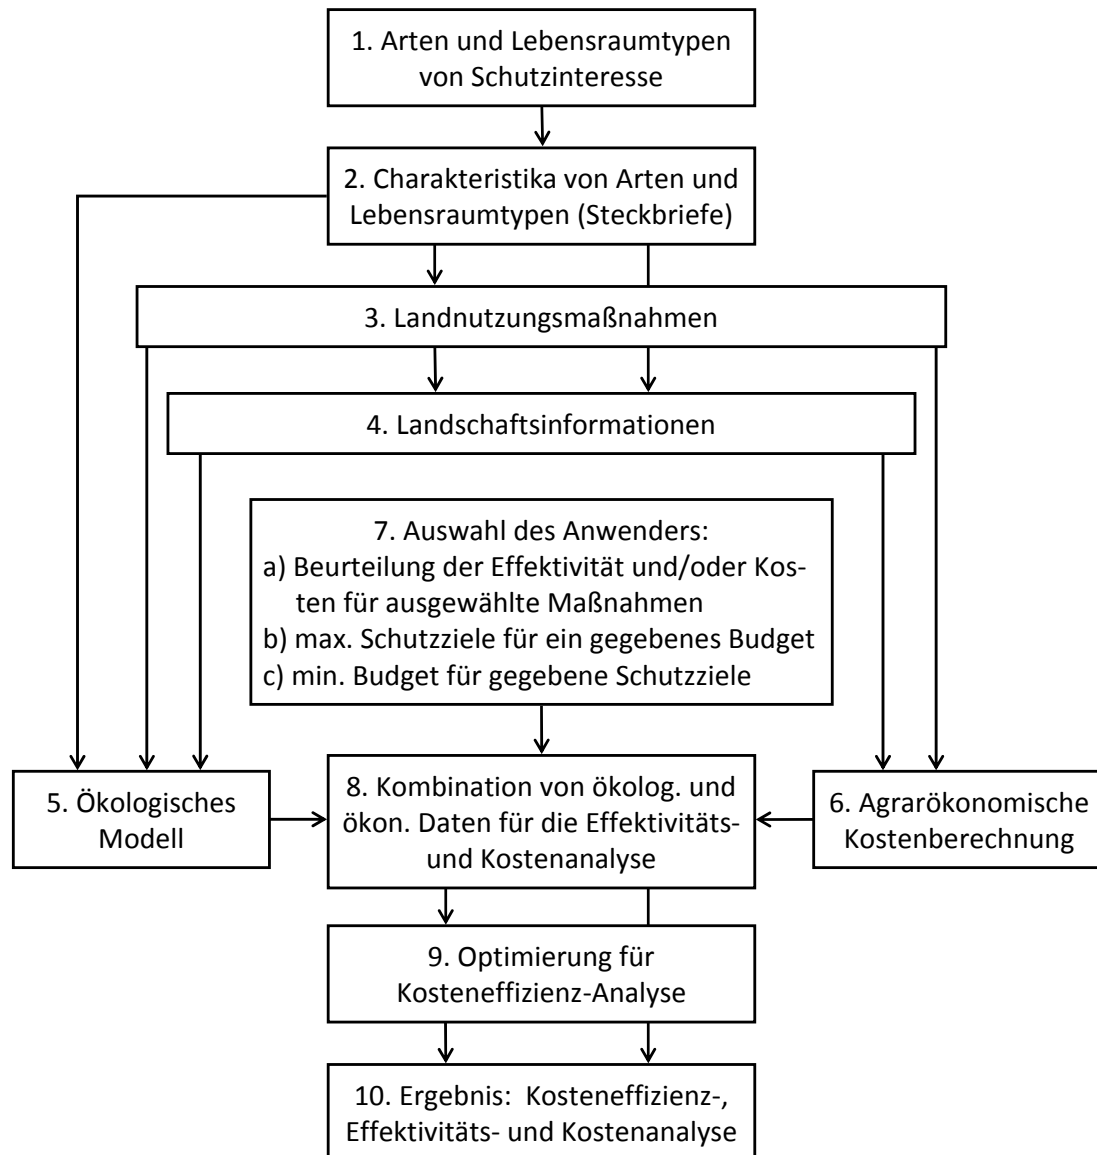 1. Arten und Lebensraumtypen
von Schutzinteresse
2. Charakteristika von Arten und
Lebensraumtypen (Steckbriefe)
3. Landnutzungsmaßnahmen
4. Landschaftsinformationen
7. Auswahl des Anwenders:
a) Beurteilung der Effektivität und/oder Kos-
ten für ausgewählte Maßnahmen
b) max. Schutzziele für ein gegebenes Budget
c) min. Budget für gegebene Schutzziele
5. Ökologisches
Modell
8. Kombination von ökolog. und
ökon. Daten für die Effektivitäts-
und Kostenanalyse
6. Agrarökonomische
Kostenberechnung
9. Optimierung für
Kosteneffizienz-Analyse
10. Ergebnis: Kosteneffizienz-,
Effektivitäts- und Kostenanalyse